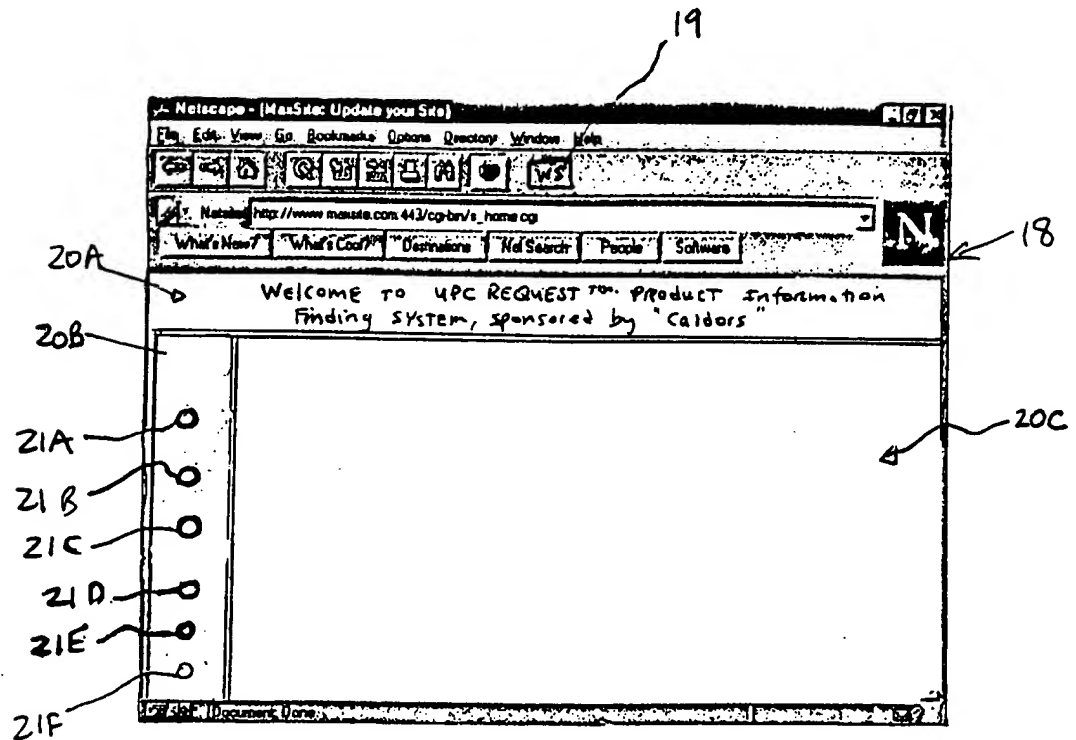 19
Netscape - [MaxSite: Update your Site]
File Edit View Go Bookmarks Options Directory Window Help
WS
http://www.maxsite.com:443/cgi-bin/s_home.cgi
N
18
What's New? What's Cool? Destinations Net Search People Software
20A
Welcome TO UPC REQUEST™ PRODUCT Information
Finding SYSTEM, sponsored by "Caldors"
20B
20C
21A
21B
21C
21D
21E
21F
Document: Done